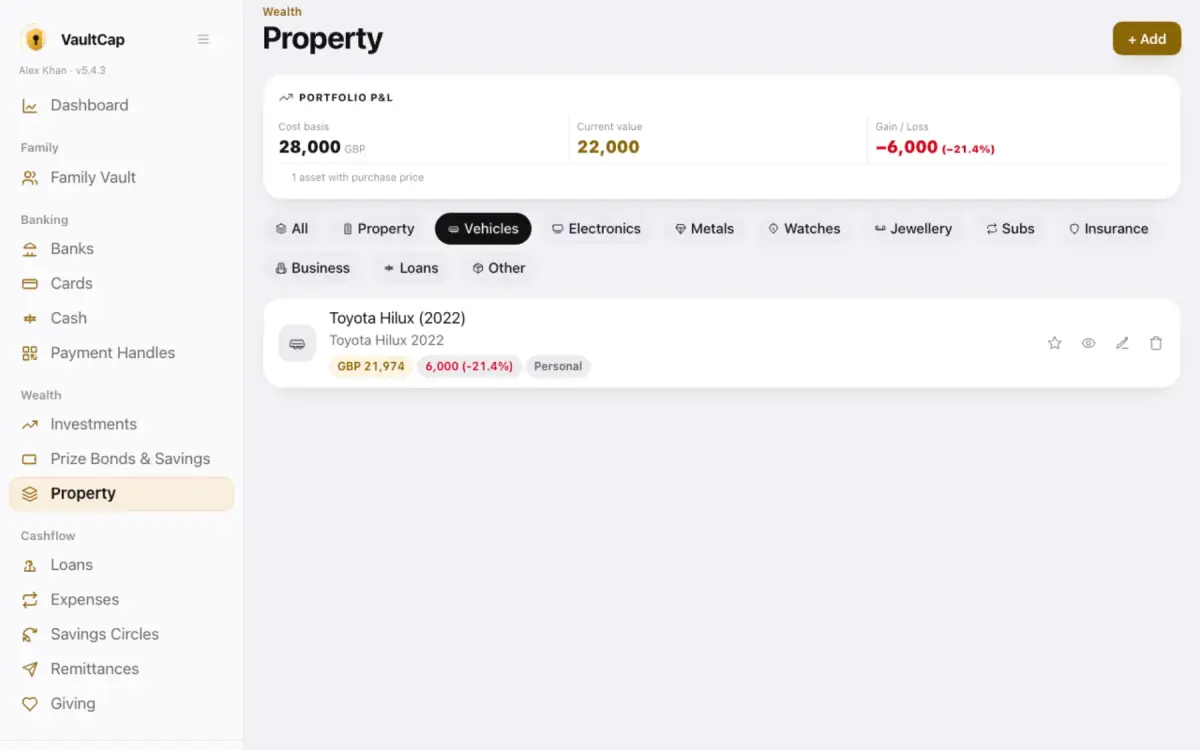 VaultCap
Alex Khan · v5.4.3
Dashboard
Family
Family Vault
Banking
Banks
Cards
Cash
Payment Handles
Wealth
Investments
Prize Bonds & Savings
Property
Cashflow
Loans
Expenses
Savings Circles
Remittances
Giving
Wealth
Property
+ Add
PORTFOLIO P&L
Cost basis
28,000 GBP
Current value
22,000
Gain / Loss
−6,000 (−21.4%)
1 asset with purchase price
All Property Vehicles Electronics Metals Watches Jewellery Subs Insurance
Business Loans Other
Toyota Hilux (2022)
Toyota Hilux 2022
GBP 21,974 6,000 (-21.4%) Personal